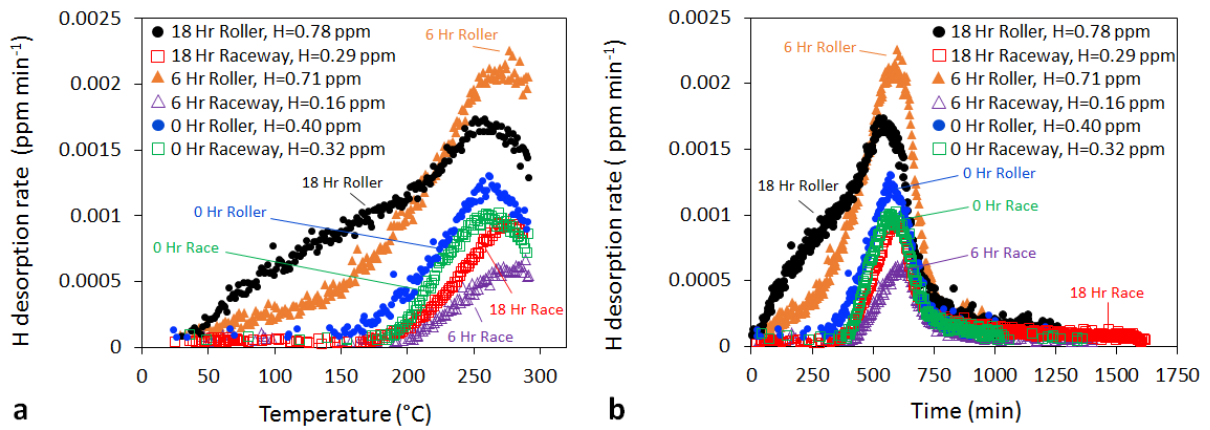 0.0025
0.002
0.0015
0.001
0.0005
0
H desorption rate (ppm min-1)
18 Hr Roller, H=0.78 ppm
18 Hr Raceway, H=0.29 ppm
6 Hr Roller, H=0.71 ppm
6 Hr Raceway, H=0.16 ppm
0 Hr Roller, H=0.40 ppm
0 Hr Raceway, H=0.32 ppm
6 Hr Roller
18 Hr Roller
0 Hr Roller
0 Hr Race
18 Hr Race
6 Hr Race
0 50 100 150 200 250 300
Temperature (°C)
a
0.0025
0.002
0.0015
0.001
0.0005
0
H desorption rate ( ppm min-1)
6 Hr Roller
18 Hr Roller, H=0.78 ppm
18 Hr Raceway, H=0.29 ppm
6 Hr Roller, H=0.71 ppm
6 Hr Raceway, H=0.16 ppm
0 Hr Roller, H=0.40 ppm
0 Hr Raceway, H=0.32 ppm
18 Hr Roller
0 Hr Roller
0 Hr Race
6 Hr Race
18 Hr Race
0 250 500 750 1000 1250 1500 1750
Time (min)
b